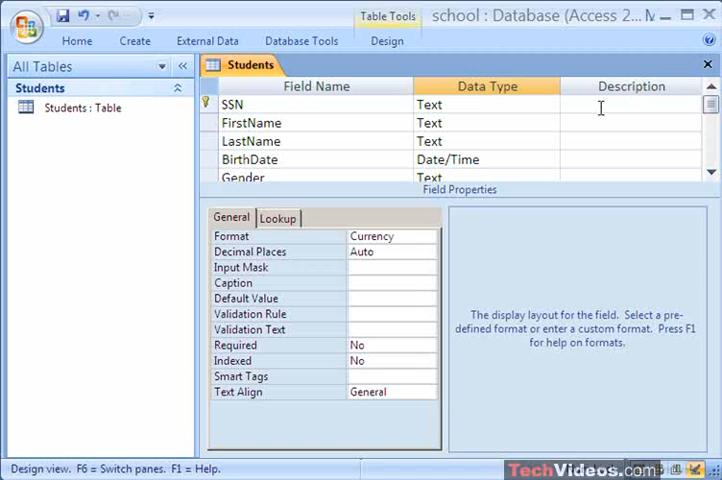 Table Tools
school : Database (Access 2... M...
Home Create External Data Database Tools Design
All Tables
Students
Students : Table
Students
Field Name Data Type Description
SSN Text
FirstName Text
LastName Text
BirthDate Date/Time
Gender Text
Field Properties
General Lookup
Format Currency
Decimal Places Auto
Input Mask
Caption
Default Value
Validation Rule
Validation Text
Required No
Indexed No
Smart Tags
Text Align General
The display layout for the field. Select a pre-
defined format or enter a custom format. Press F1
for help on formats.
Design view. F6 = Switch panes. F1 = Help.
TechVideos.com